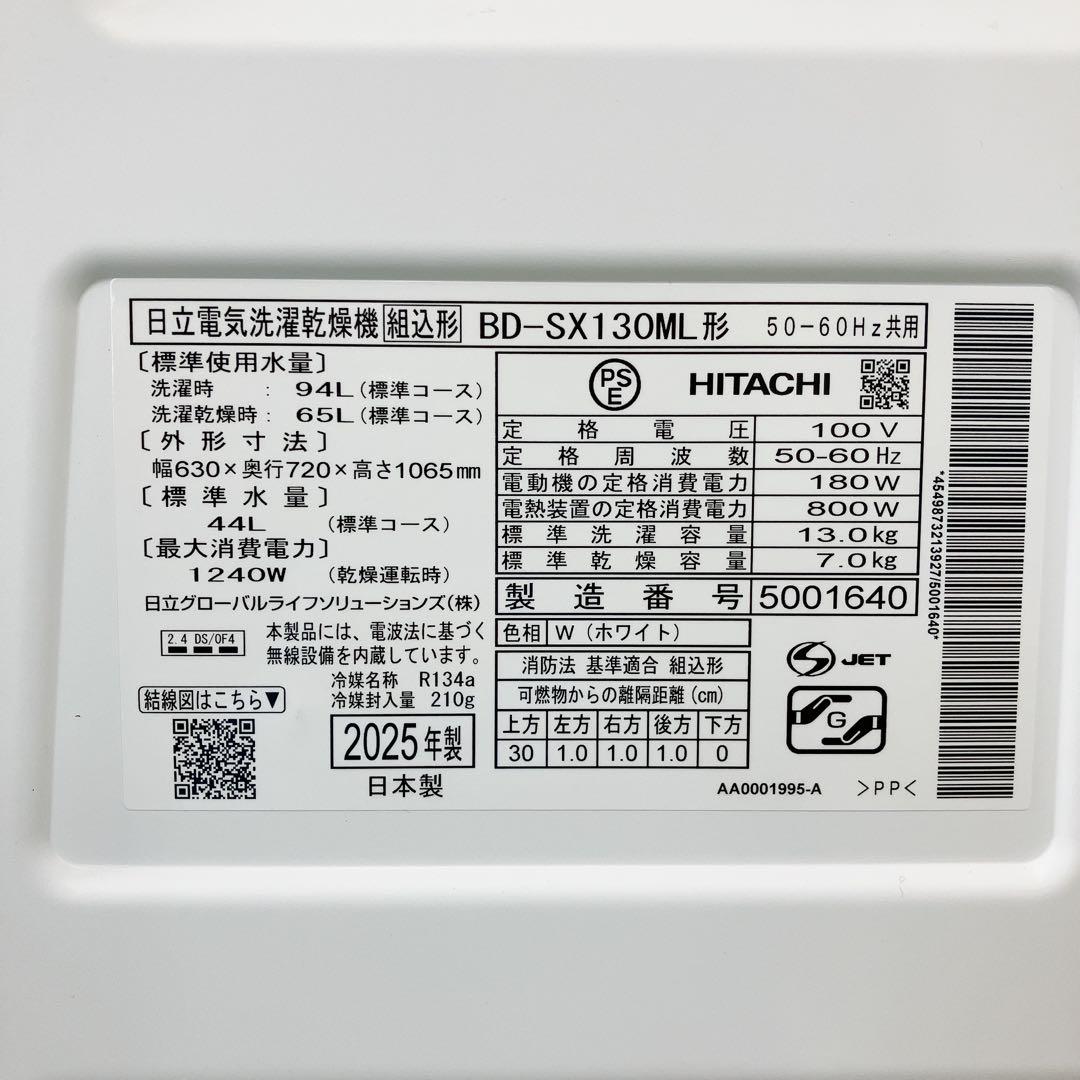 日立電気洗濯乾燥機 組込形 BD-SX130ML形 50-60Hz共用
〔標準使用水量〕
洗濯時 : 94L(標準コース)
洗濯乾燥時: 65L(標準コース)
〔外形寸法〕
幅630×奥行720×高さ1065mm
〔標準水量〕
44L (標準コース)
〔最大消費電力〕
1240W (乾燥運転時)
日立グローバルライフソリューションズ(株)
2.4 DS/OF4
本製品には、電波法に基づく
無線設備を内蔵しています。
冷媒名称 R134a
冷媒封入量 210g
結線図はこちら▼
2025年製
日本製
PSE HITACHI
定格電圧 100V
定格周波数 50-60Hz
電動機の定格消費電力 180W
電熱装置の定格消費電力 800W
標準洗濯容量 13.0kg
標準乾燥容量 7.0kg
製造番号 5001640
色相 W(ホワイト)
消防法 基準適合 組込形
可燃物からの離隔距離(cm)
上方 左方 右方 後方 下方
30 1.0 1.0 1.0 0
S JET
G
AA0001995-A >PP<
*4549873213927/5001640*